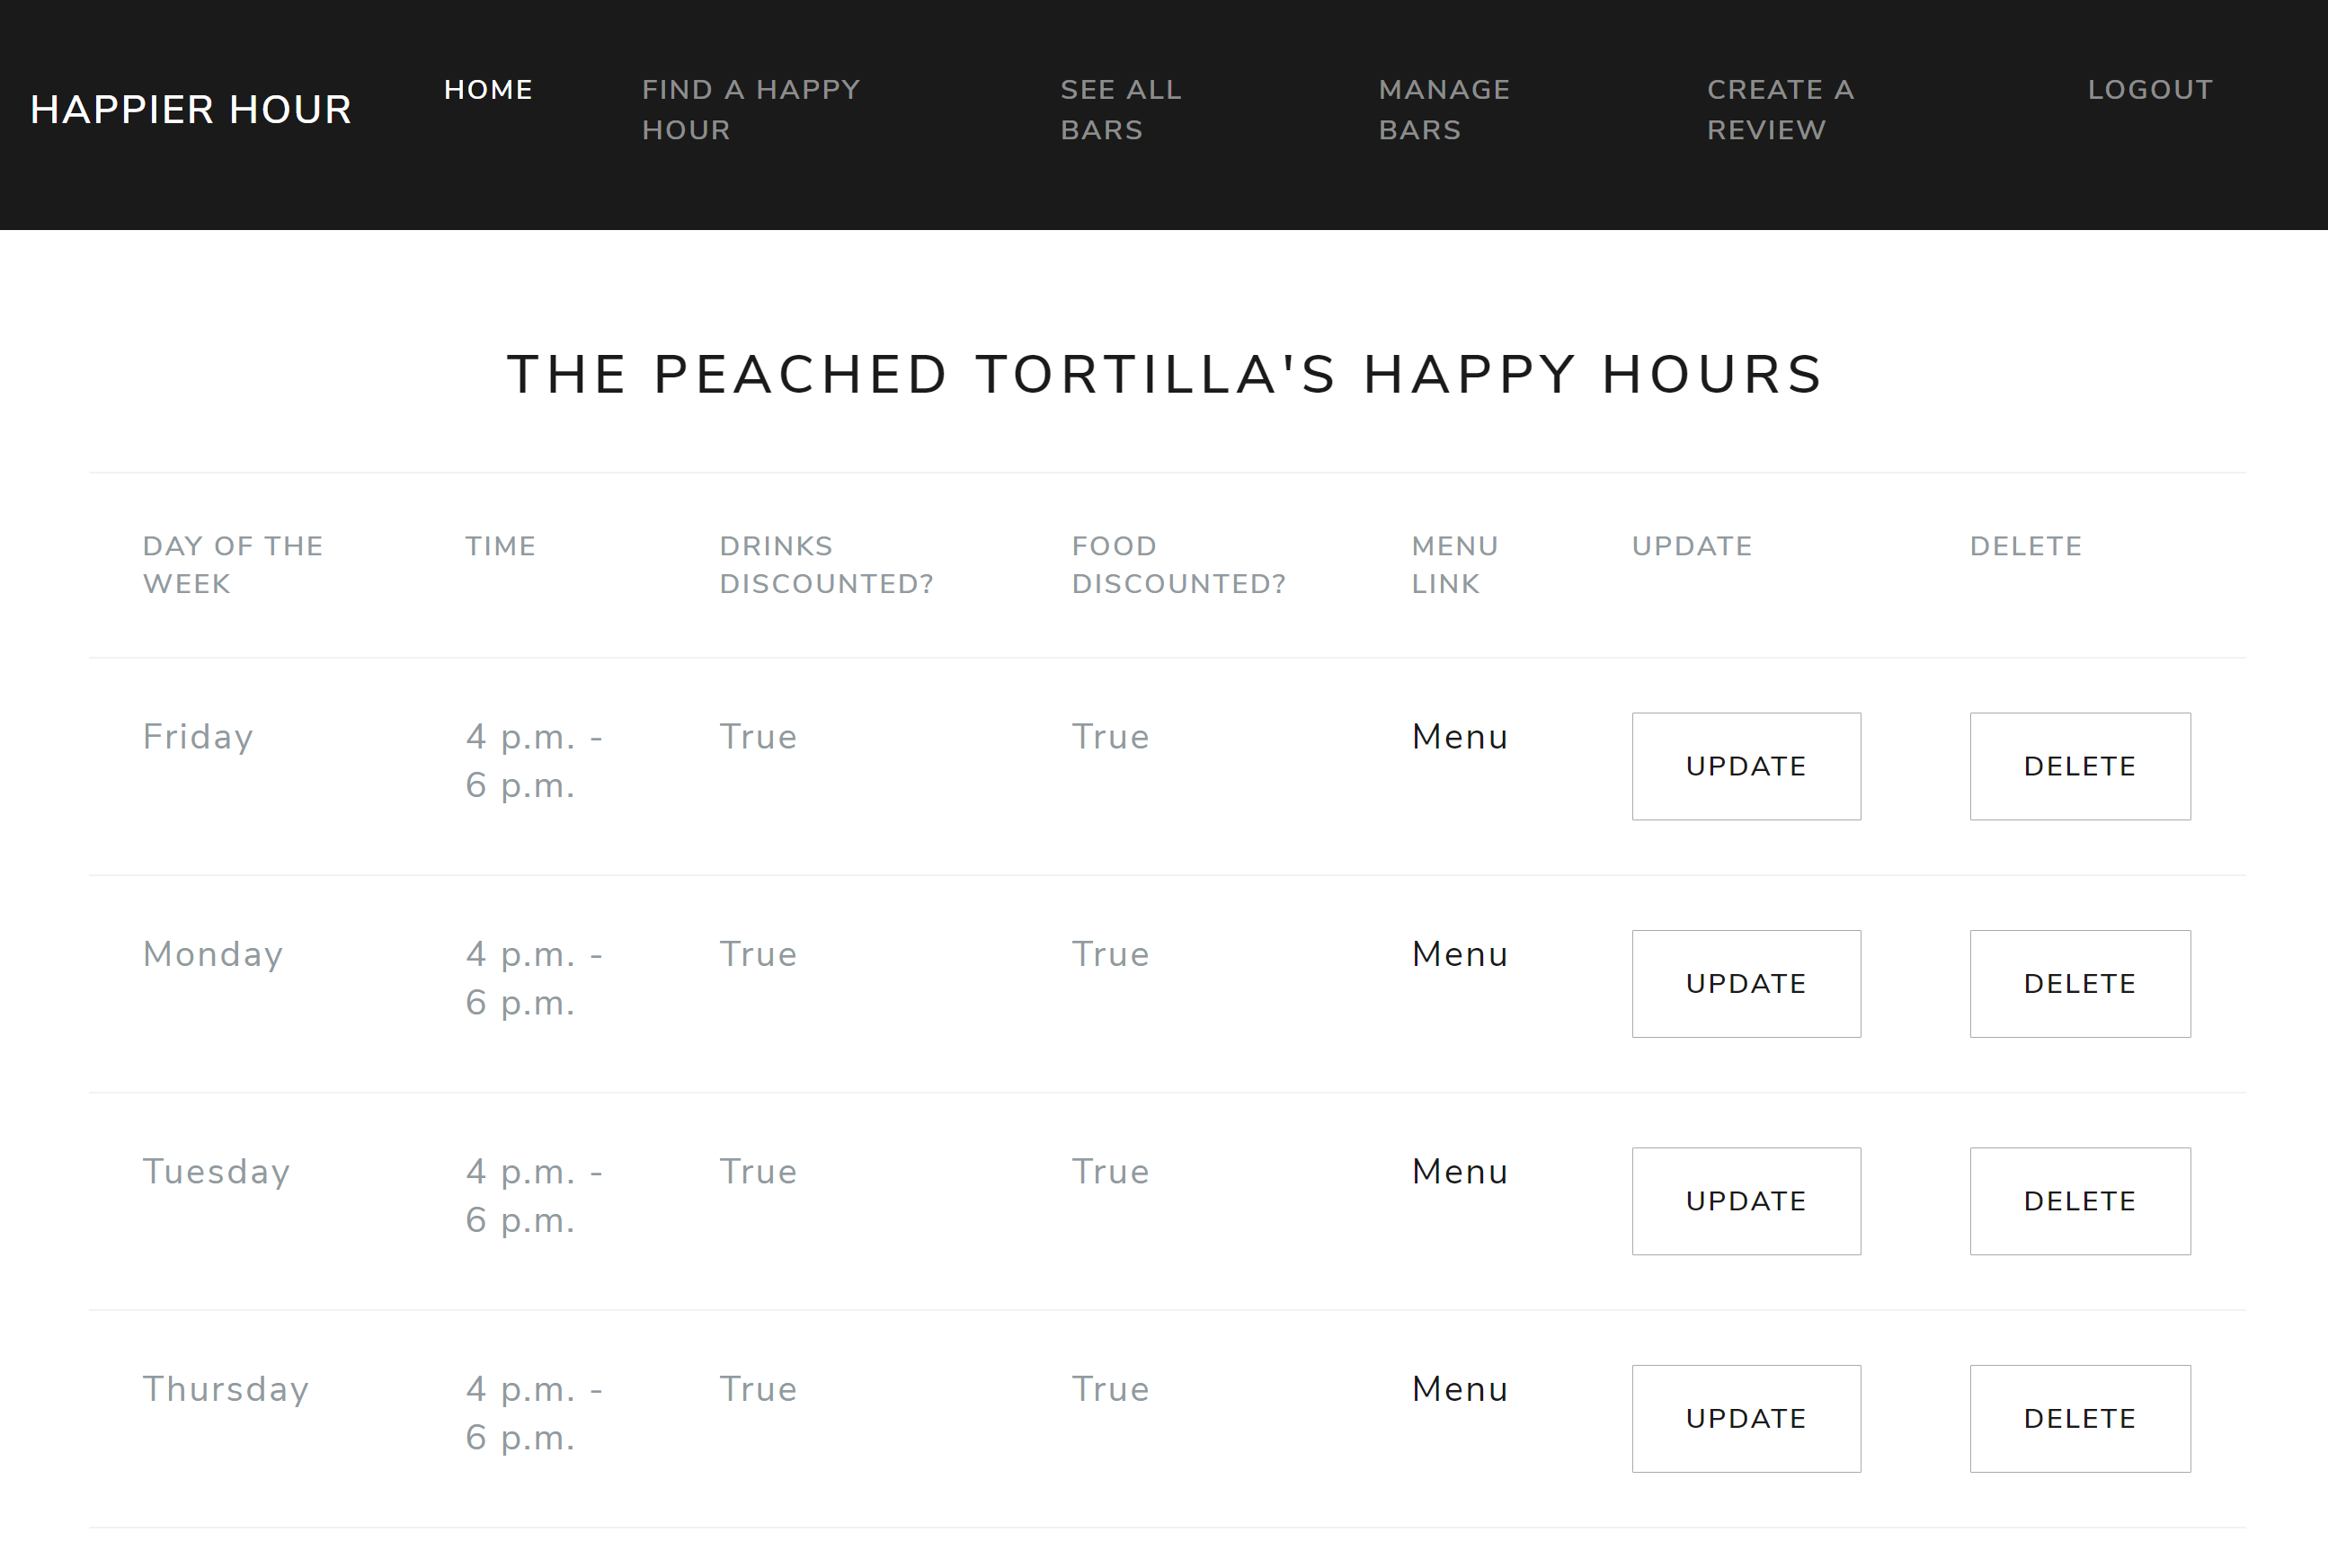 HAPPIER HOUR
HOME
FIND A HAPPY
HOUR
SEE ALL
BARS
MANAGE
BARS
CREATE A
REVIEW
LOGOUT
THE PEACHED TORTILLA'S HAPPY HOURS
DAY OF THE
WEEK
TIME
DRINKS
DISCOUNTED?
FOOD
DISCOUNTED?
MENU
LINK
UPDATE
DELETE
Friday
4 p.m. -
6 p.m.
True
True
Menu
UPDATE
DELETE
Monday
4 p.m. -
6 p.m.
True
True
Menu
UPDATE
DELETE
Tuesday
4 p.m. -
6 p.m.
True
True
Menu
UPDATE
DELETE
Thursday
4 p.m. -
6 p.m.
True
True
Menu
UPDATE
DELETE